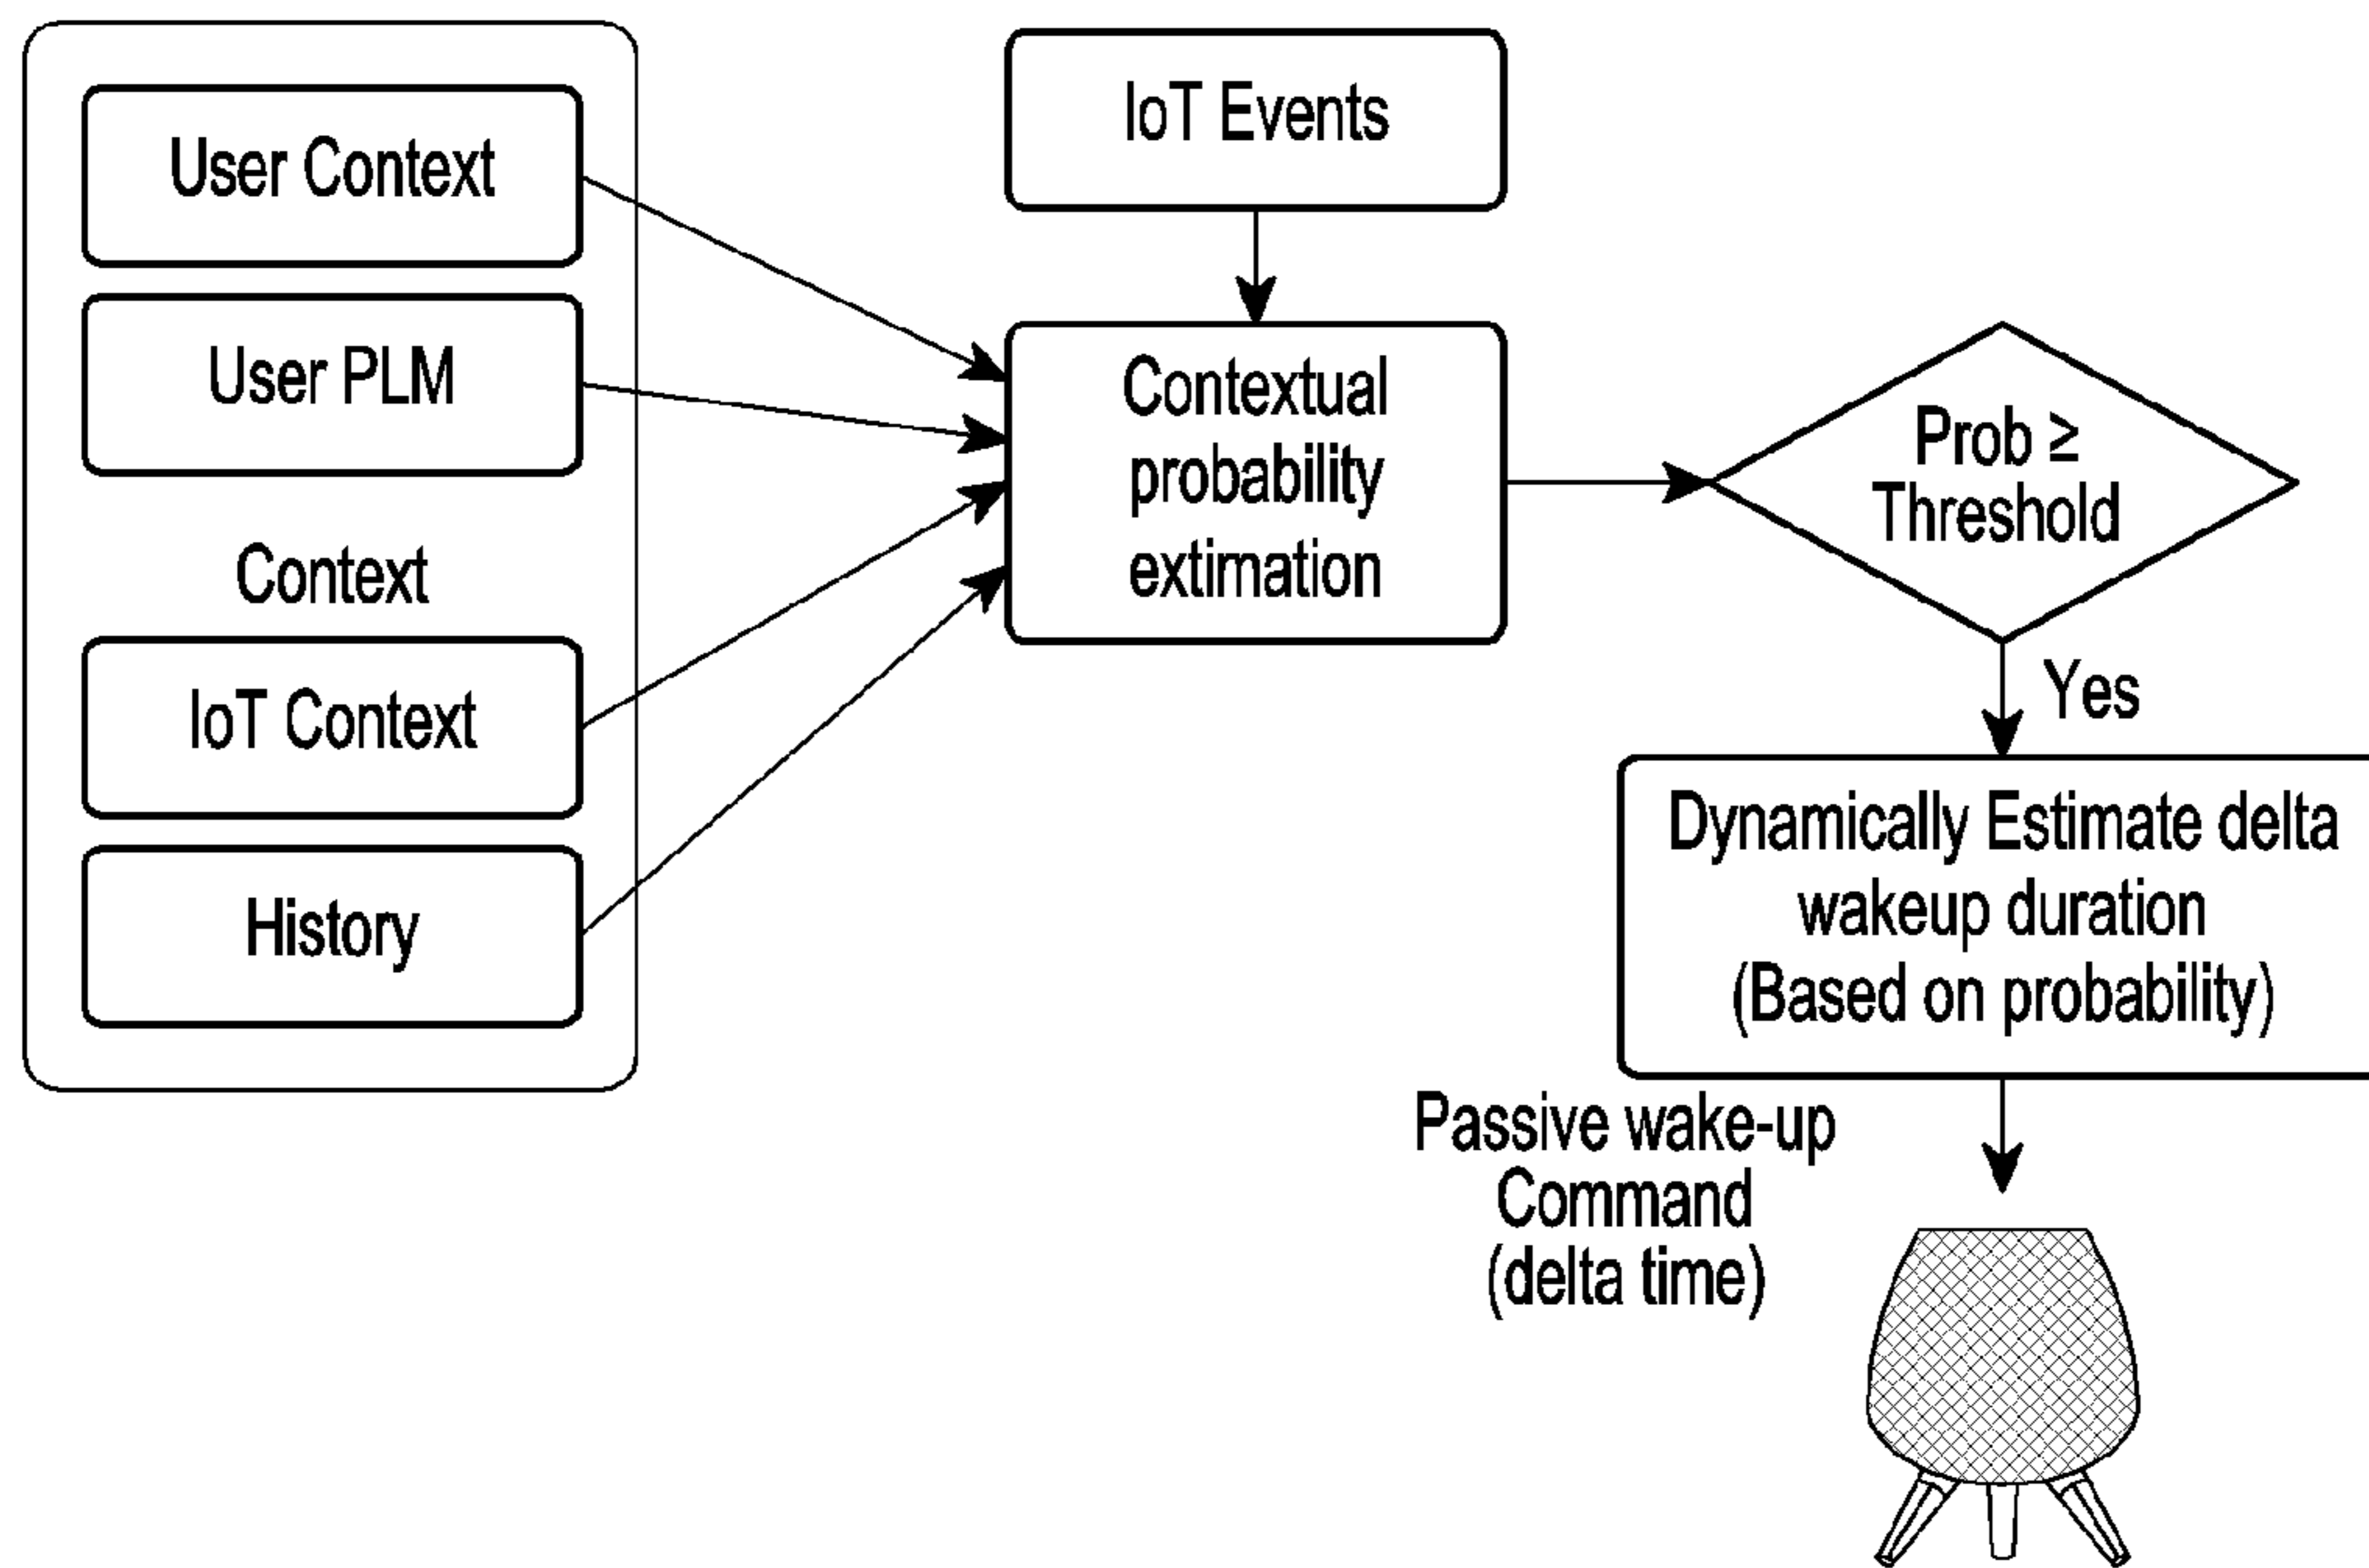 User Context
User PLM
Context
IoT Context
History
IoT Events
Contextual
probability
extimation
Prob ≥
Threshold
Yes
Dynamically Estimate delta
wakeup duration
(Based on probability)
Passive wake-up
Command
(delta time)